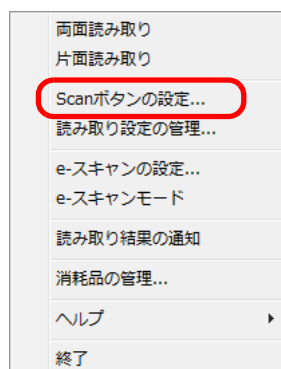 両面読み取り
片面読み取り
Scanボタンの設定...
読み取り設定の管理...
e-スキャンの設定...
e-スキャンモード
読み取り結果の通知
消耗品の管理...
ヘルプ
終了